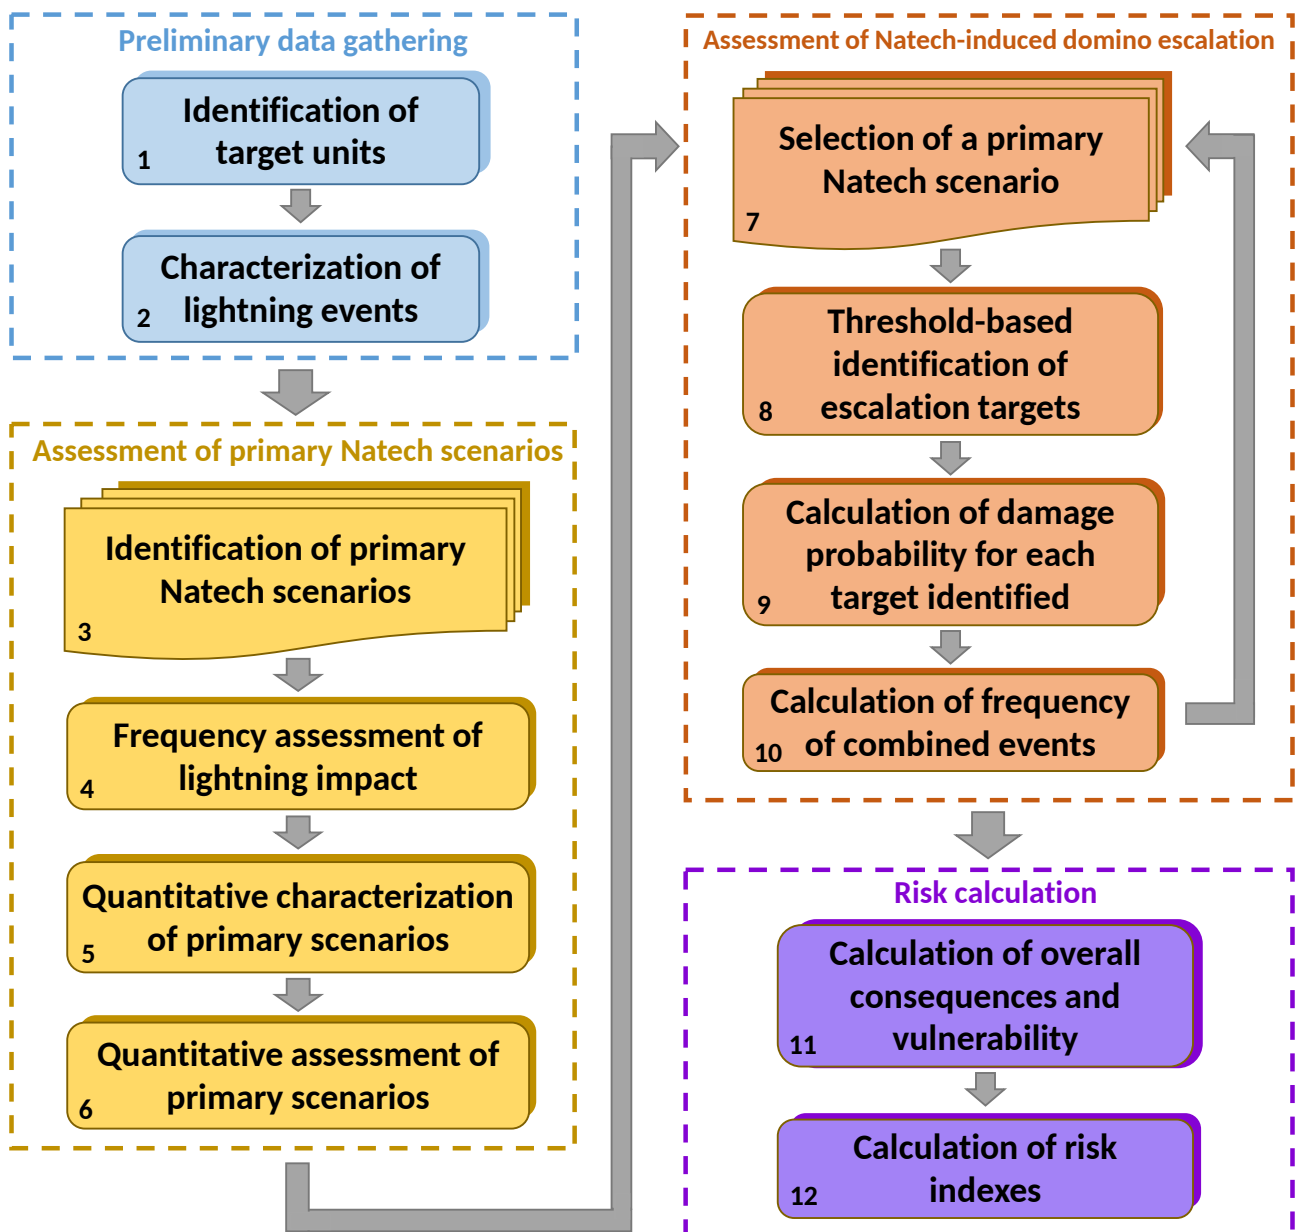 Preliminary data gathering
Identification of
target units
1
Characterization of
lightning events
2
Assessment of primary Natech scenarios
Identification of primary
Natech scenarios
3
Frequency assessment of
lightning impact
4
Quantitative characterization
of primary scenarios
5
Quantitative assessment of
primary scenarios
6
Assessment of Natech-induced domino escalation
Selection of a primary
Natech scenario
7
Threshold-based
identification of
escalation targets
8
Calculation of damage
probability for each
target identified
9
Calculation of frequency
of combined events
10
Risk calculation
Calculation of overall
consequences and
vulnerability
11
Calculation of risk
indexes
12